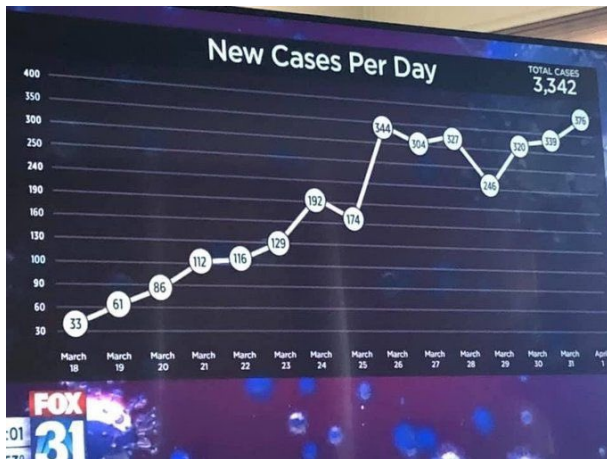 New Cases Per Day
TOTAL CASES
3,342
400
350
300
250
240
190
160
130
100
90
60
30
33
61
86
112
116
129
192
174
344
304
327
246
320
339
376
March 18
March 19
March 20
March 21
March 22
March 23
March 24
March 25
March 26
March 27
March 28
March 29
March 30
March 31
April 1
:01
FOX
31